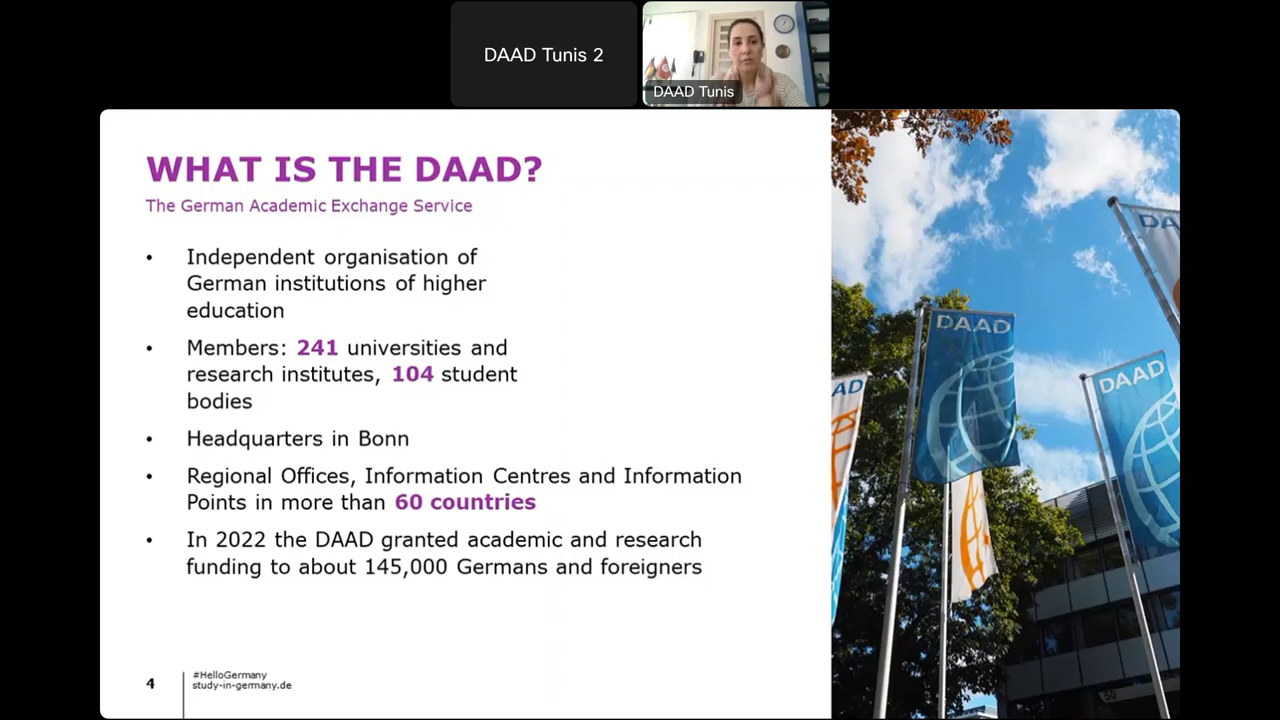 DAAD Tunis 2
DAAD Tunis
WHAT IS THE DAAD?
The German Academic Exchange Service
• Independent organisation of
German institutions of higher
education
• Members: 241 universities and
research institutes, 104 student
bodies
• Headquarters in Bonn
• Regional Offices, Information Centres and Information
Points in more than 60 countries
• In 2022 the DAAD granted academic and research
funding to about 145,000 Germans and foreigners
4
#HelloGermany
study-in-germany.de
DA
DAAD
DAAD
AD